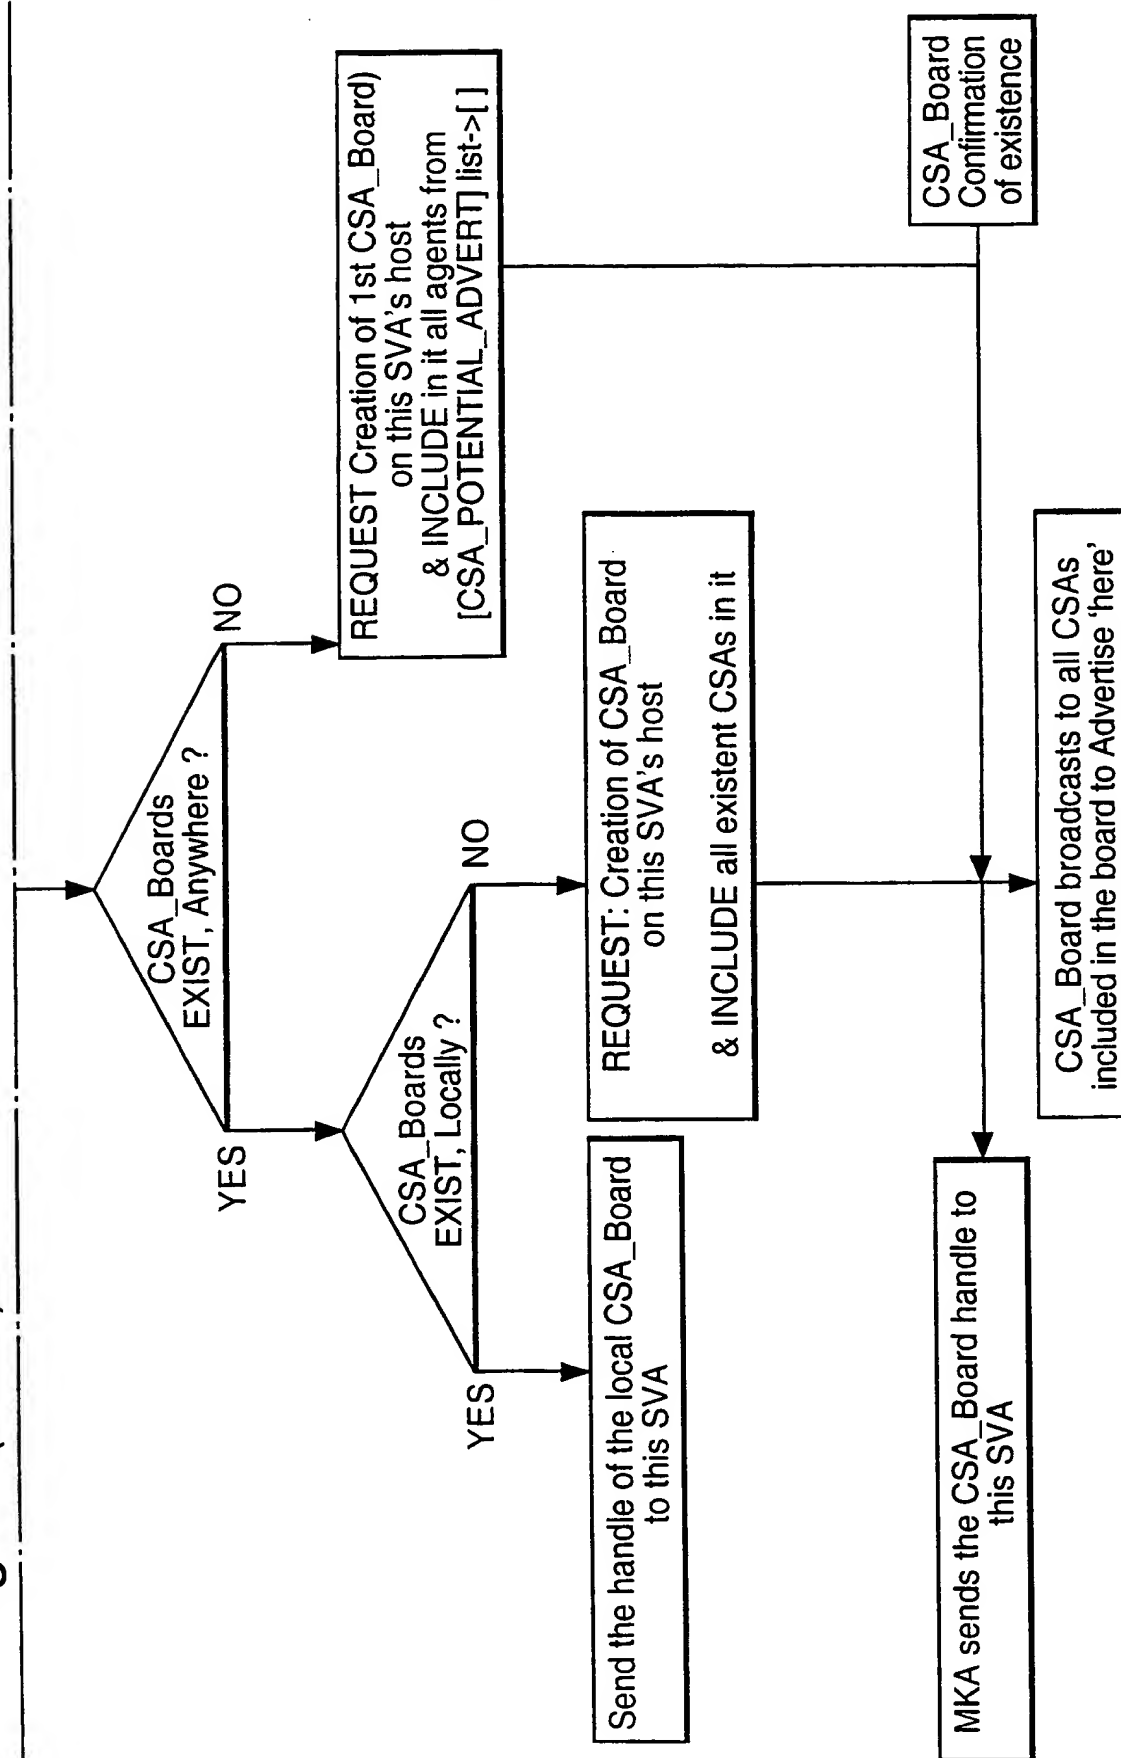 CSA_Boards
EXIST, Anywhere ?
YES
NO
REQUEST Creation of 1st CSA_Board)
on this SVA's host
& INCLUDE in it all agents from
[CSA_POTENTIAL_ADVERT] list->[ ]
CSA_Boards
EXIST, Locally ?
YES
NO
Send the handle of the local CSA_Board
to this SVA
REQUEST: Creation of CSA_Board
on this SVA's host
& INCLUDE all existent CSAs in it
CSA_Board
Confirmation
of existence
MKA sends the CSA_Board handle to
this SVA
CSA_Board broadcasts to all CSAs
included in the board to Advertise 'here'